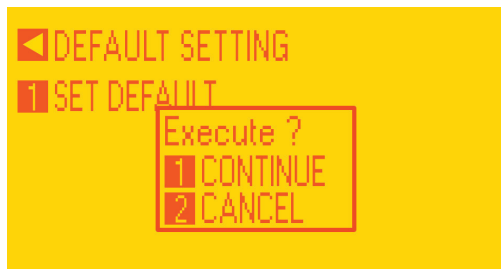 DEFAULT SETTING
1 SET DEFAULT
Execute ?
1 CONTINUE
2 CANCEL